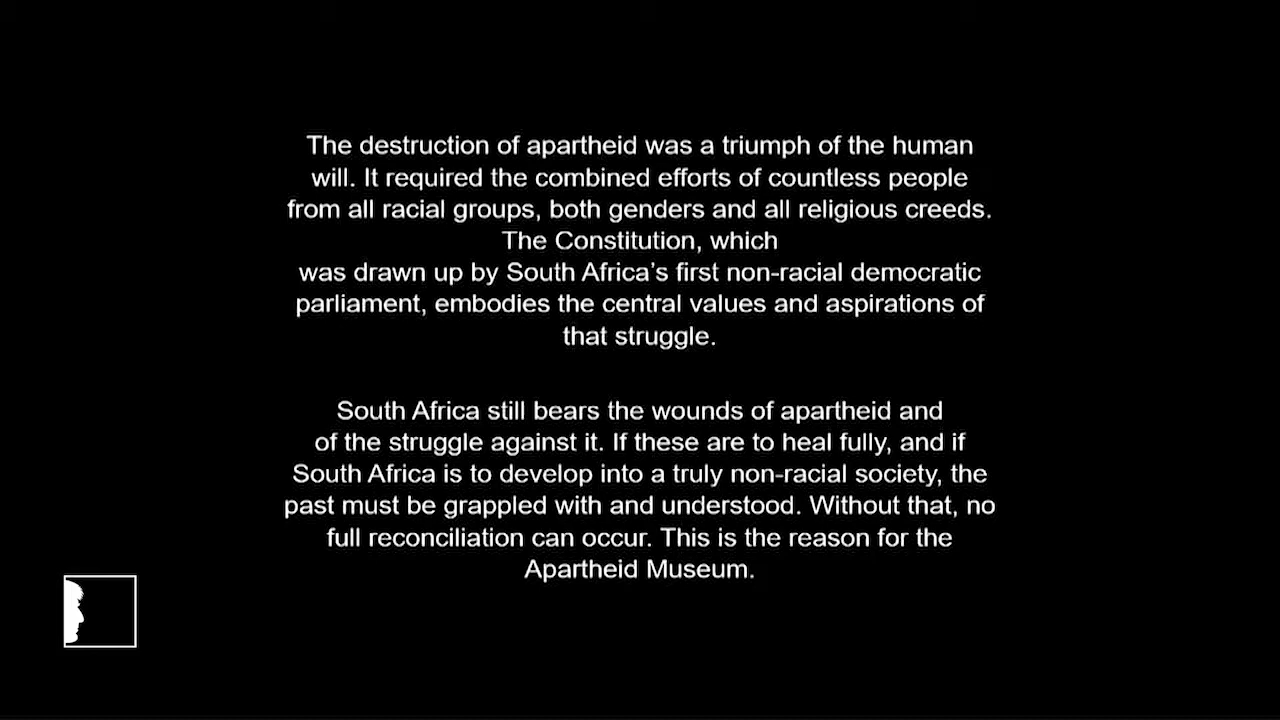 The destruction of apartheid was a triumph of the human
will. It required the combined efforts of countless people
from all racial groups, both genders and all religious creeds.
The Constitution, which
was drawn up by South Africa’s first non-racial democratic
parliament, embodies the central values and aspirations of
that struggle.
South Africa still bears the wounds of apartheid and
of the struggle against it. If these are to heal fully, and if
South Africa is to develop into a truly non-racial society, the
past must be grappled with and understood. Without that, no
full reconciliation can occur. This is the reason for the
Apartheid Museum.